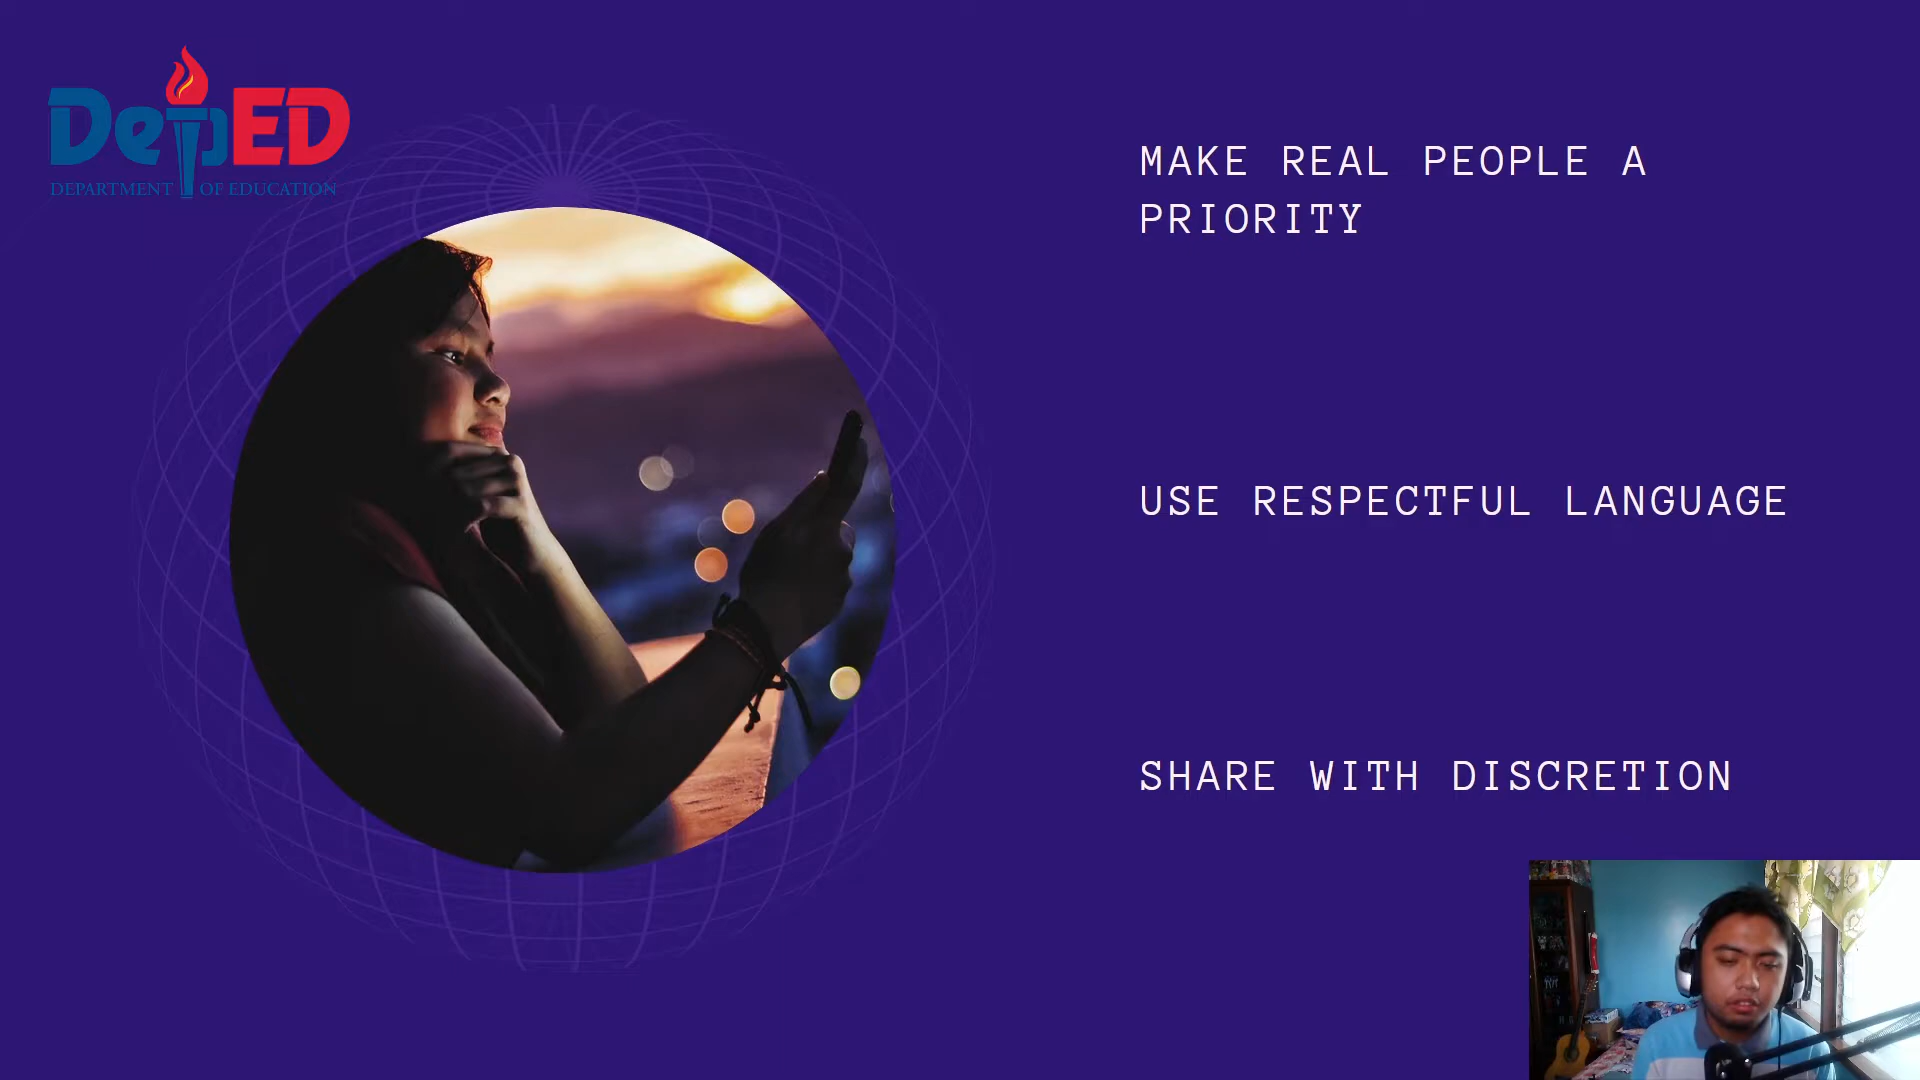 DepED
DEPARTMENT OF EDUCATION
MAKE REAL PEOPLE A
PRIORITY
USE RESPECTFUL LANGUAGE
SHARE WITH DISCRETION